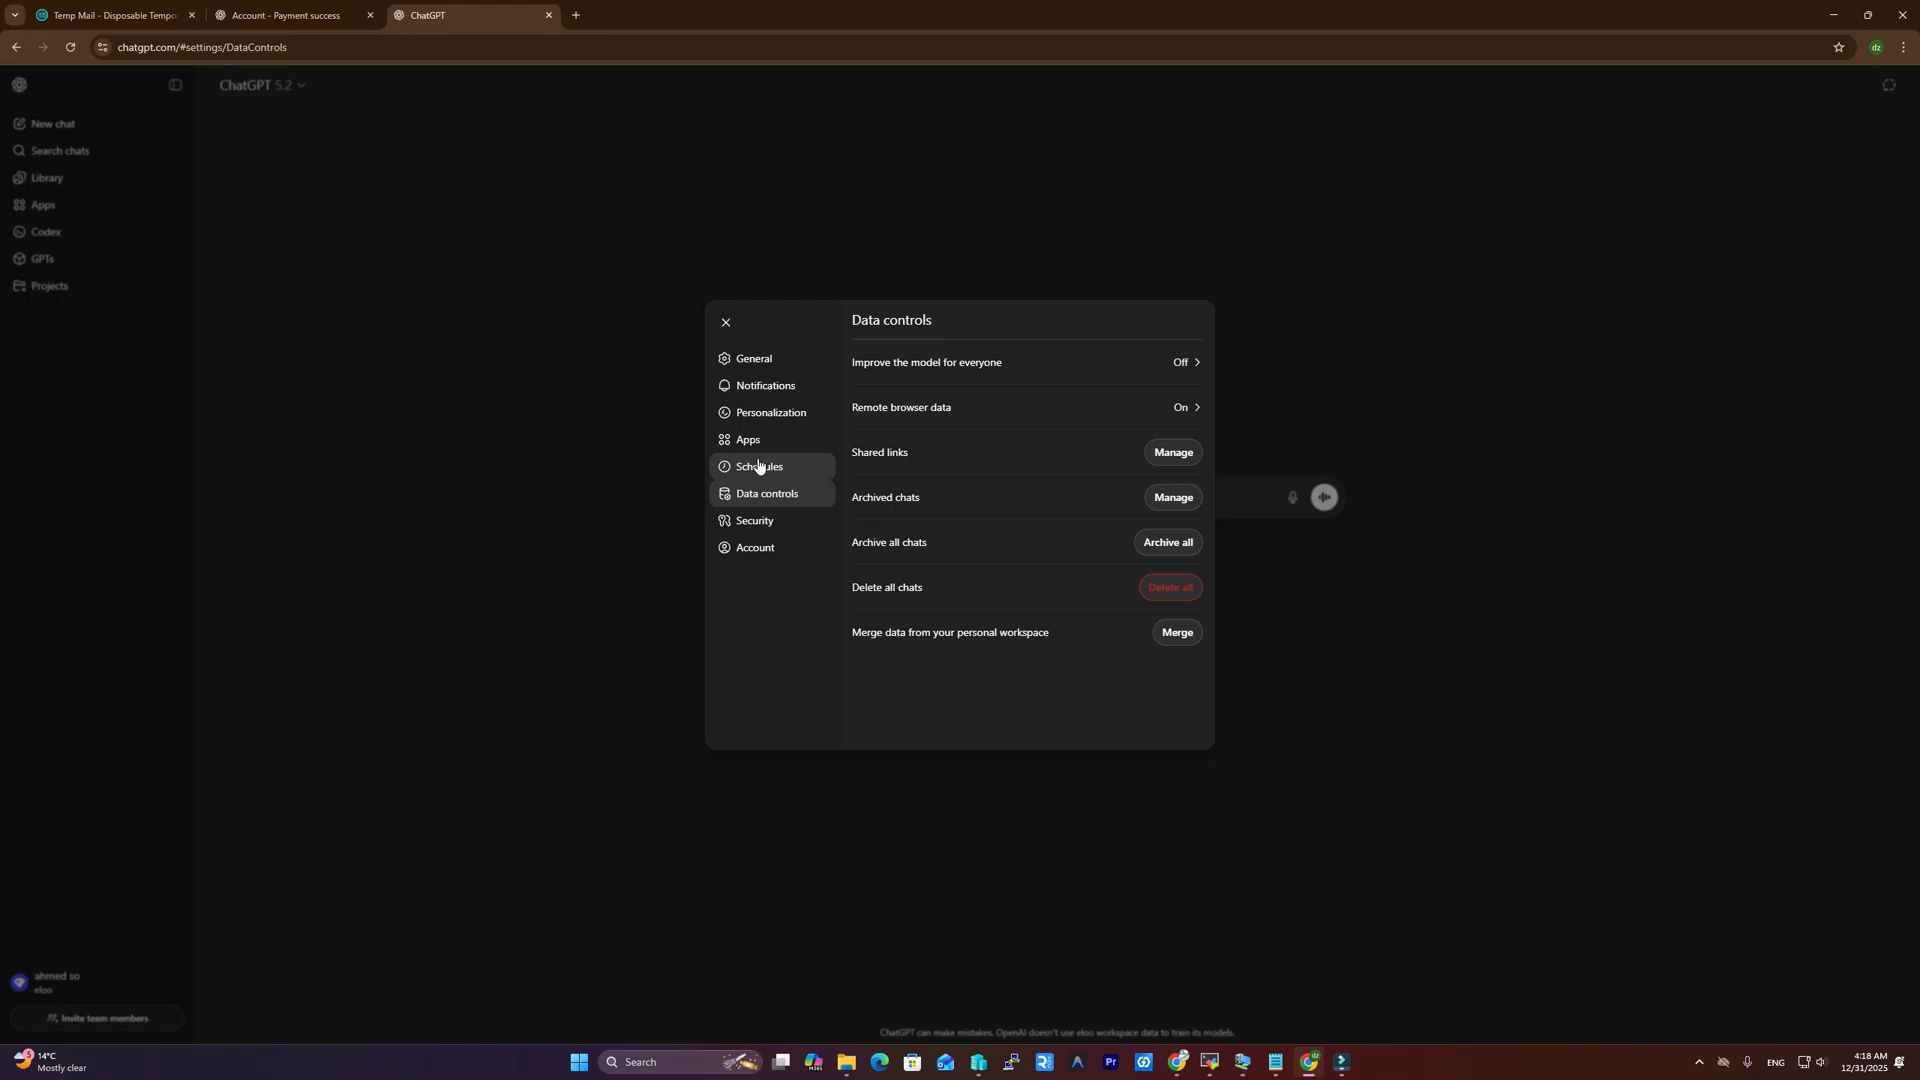 Temp Mail - Disposable Tempo
Account - Payment success
ChatGPT
chatgpt.com/#settings/DataControls
dz
ChatGPT 5.2
New chat
Search chats
Library
Apps
Codex
GPTs
Projects
Data controls
General
Notifications
Personalization
Apps
Schedules
Data controls
Security
Account
Improve the model for everyone
Off
Remote browser data
On
Shared links
Manage
Archived chats
Manage
Archive all chats
Archive all
Delete all chats
Delete all
Merge data from your personal workspace
Merge
ahmed so
eloo
Invite team members
ChatGPT can make mistakes. OpenAI doesn't use eloo workspace data to train its models.
14°C
Mostly clear
Search
M365
Pr
dz
ENG
4:18 AM
12/31/2025